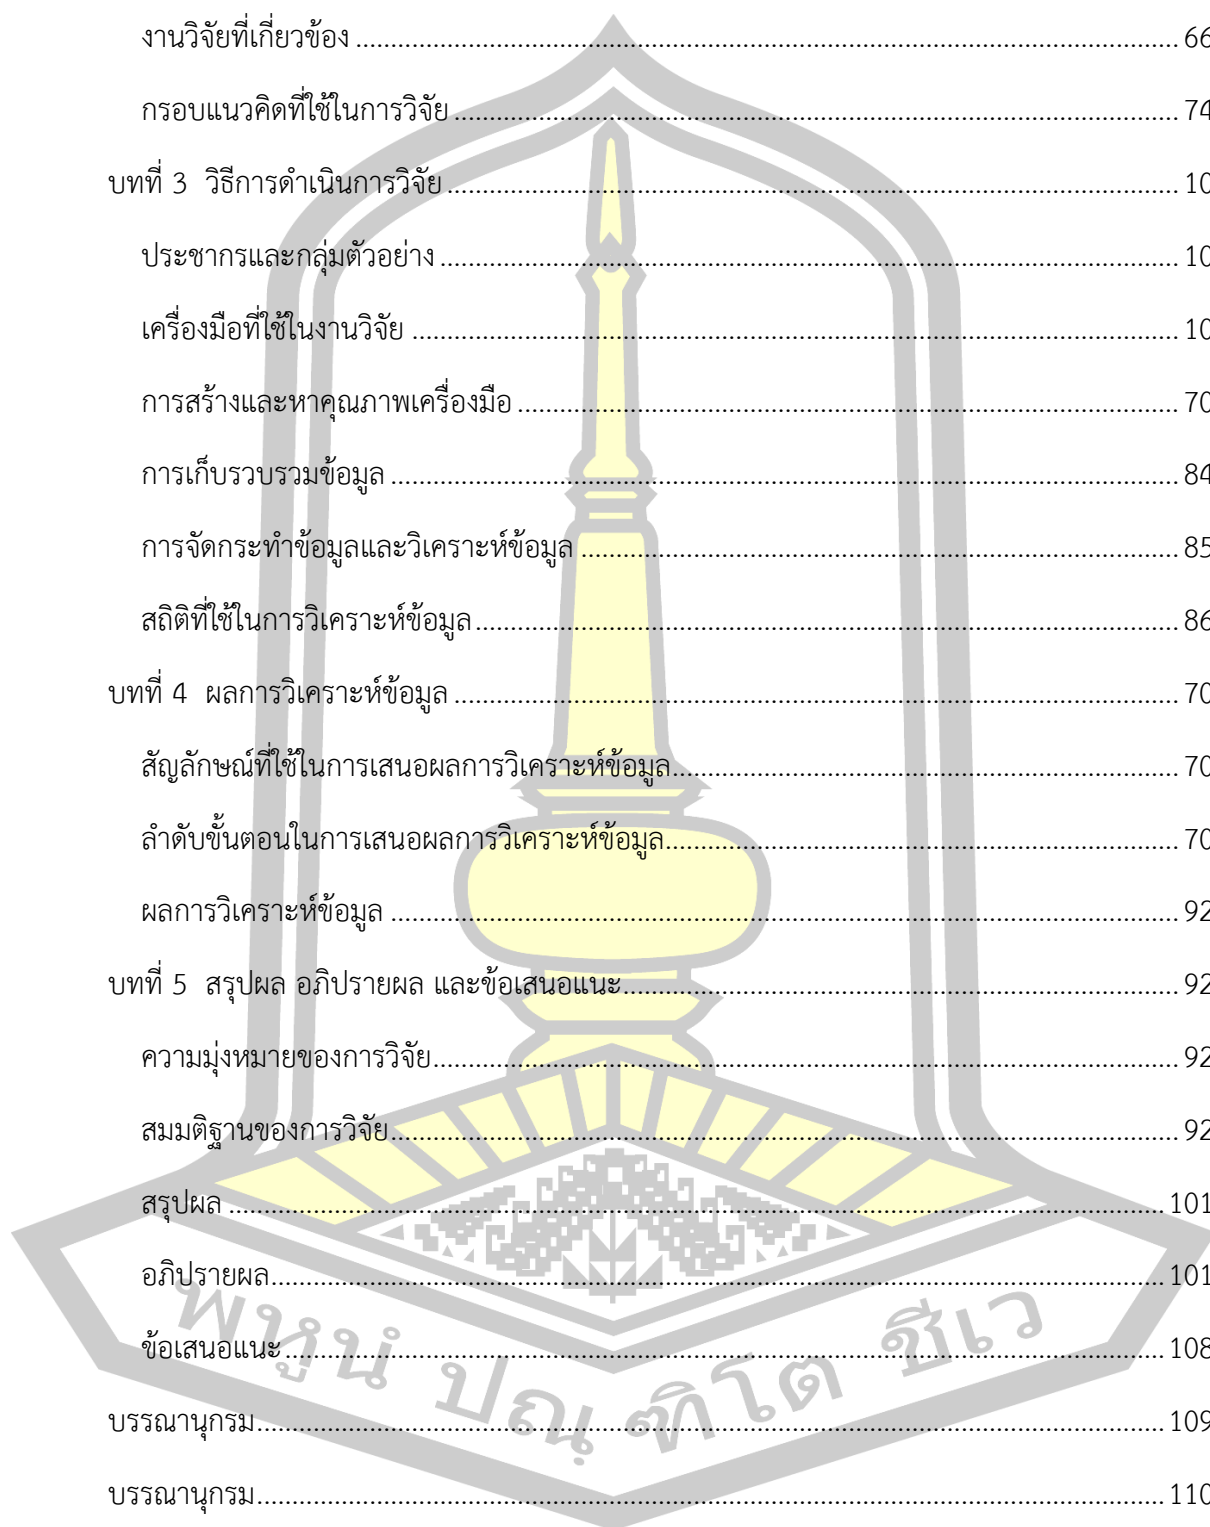 งานวิจัยที่เกี่ยวข้อง ........ 66
กรอบแนวคิดที่ใช้ในการวิจัย ........ 74
บทที่ 3 วิธีการดำเนินการวิจัย ........ 10
ประชากรและกลุ่มตัวอย่าง ........ 10
เครื่องมือที่ใช้ในงานวิจัย ........ 10
การสร้างและหาคุณภาพเครื่องมือ ........ 70
การเก็บรวบรวมข้อมูล ........ 84
การจัดกระทำข้อมูลและวิเคราะห์ข้อมูล ........ 85
สถิติที่ใช้ในการวิเคราะห์ข้อมูล ........ 86
บทที่ 4 ผลการวิเคราะห์ข้อมูล ........ 70
สัญลักษณ์ที่ใช้ในการเสนอผลการวิเคราะห์ข้อมูล ........ 70
ลำดับขั้นตอนในการเสนอผลการวิเคราะห์ข้อมูล ........ 70
ผลการวิเคราะห์ข้อมูล ........ 92
บทที่ 5 สรุปผล อภิปรายผล และข้อเสนอแนะ ........ 92
ความมุ่งหมายของการวิจัย ........ 92
สมมติฐานของการวิจัย ........ 92
สรุปผล ........ 101
อภิปรายผล ........ 101
ข้อเสนอแนะ ........ 108
บรรณานุกรม ........ 109
บรรณานุกรม ........ 110
พหูนํ ปณฺฑิโต ชีเว